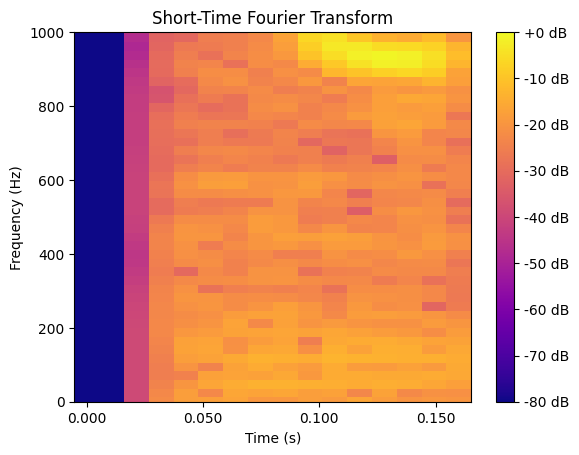 Short-Time Fourier Transform
1000
800
600
400
200
0
Frequency (Hz)
0.000
0.050
0.100
0.150
Time (s)
+0 dB
-10 dB
-20 dB
-30 dB
-40 dB
-50 dB
-60 dB
-70 dB
-80 dB